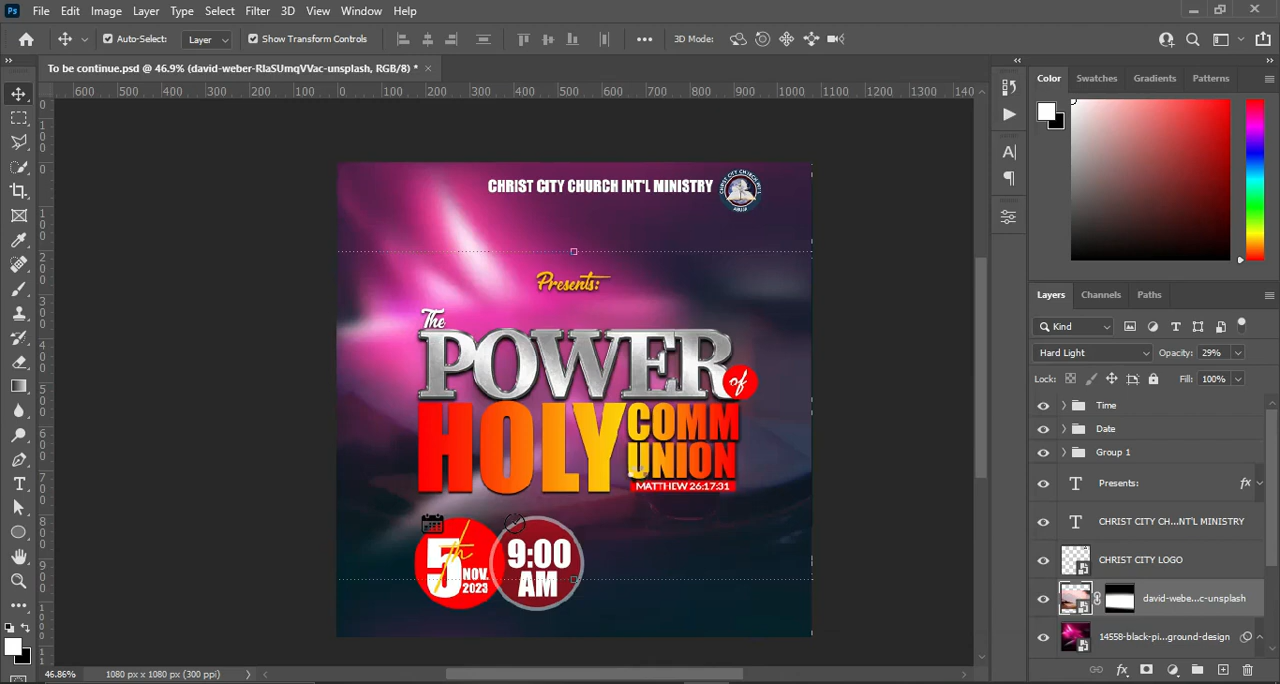 Ps File Edit Image Layer Type Select Filter 3D View Window Help
Auto-Select: Layer Show Transform Controls 3D Mode:
To be continue.psd @ 46.9% (david-weber-RIaSUmqVVac-unsplash, RGB/8) *
600 500 400 300 200 100 0 100 200 300 400 500 600 700 800 900 1000 1100 1200 1300 140
CHRIST CITY CHURCH INT'L MINISTRY
Presents:
The
POWER
of
HOLY
COMM
UNION
MATTHEW 26:17:31
5th
NOV.
2023
9:00
AM
Color Swatches Gradients Patterns
Layers Channels Paths
Kind
Hard Light Opacity: 29%
Lock: Fill: 100%
Time
Date
Group 1
Presents: fx
CHRIST CITY CH...NT'L MINISTRY
CHRIST CITY LOGO
david-webe...c-unsplash
14558-black-pi...ground-design
46.86% 1080 px x 1080 px (300 ppi)
fx